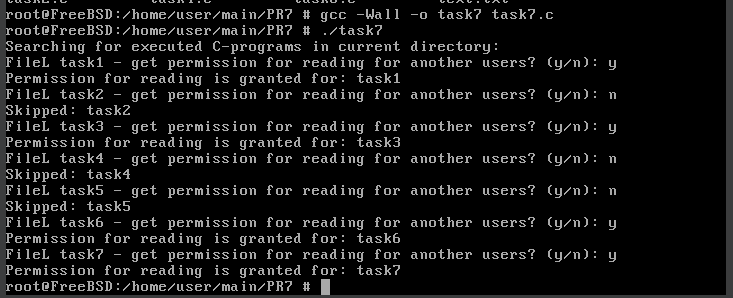 root@FreeBSD:/home/user/main/PR7 # gcc -Wall -o task7 task7.c
root@FreeBSD:/home/user/main/PR7 # ./task7
Searching for executed C-programs in current directory:
FileL task1 - get permission for reading for another users? (y/n): y
Permission for reading is granted for: task1
FileL task2 - get permission for reading for another users? (y/n): n
Skipped: task2
FileL task3 - get permission for reading for another users? (y/n): y
Permission for reading is granted for: task3
FileL task4 - get permission for reading for another users? (y/n): n
Skipped: task4
FileL task5 - get permission for reading for another users? (y/n): n
Skipped: task5
FileL task6 - get permission for reading for another users? (y/n): y
Permission for reading is granted for: task6
FileL task7 - get permission for reading for another users? (y/n): y
Permission for reading is granted for: task7
root@FreeBSD:/home/user/main/PR7 #